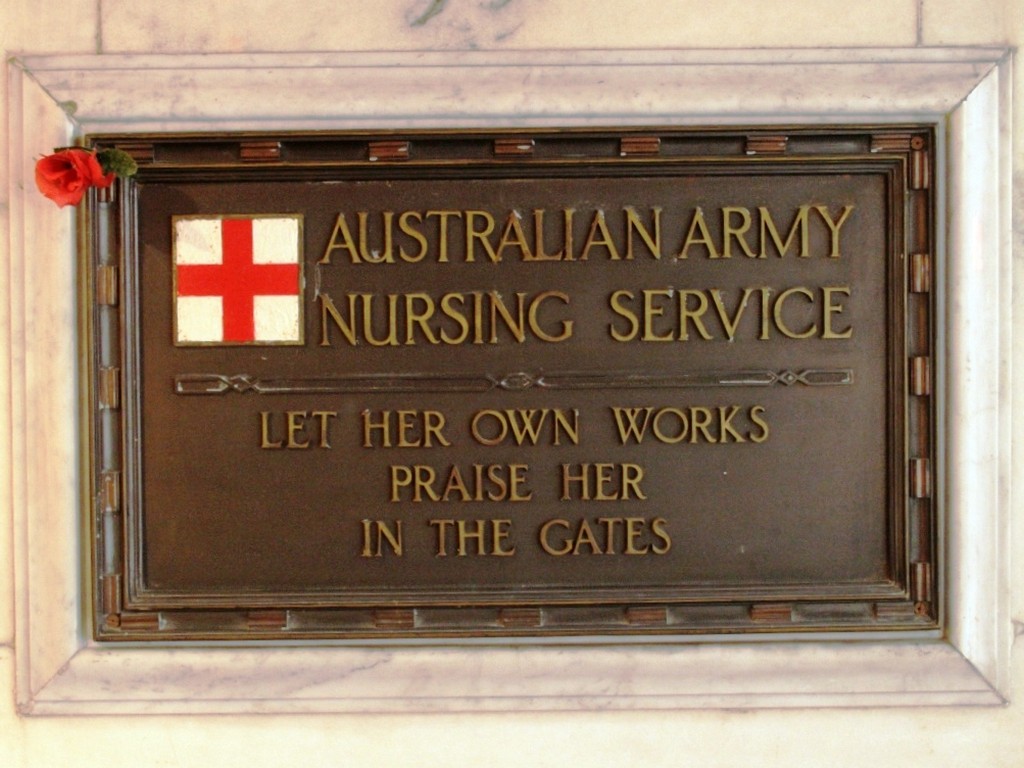 AUSTRALIAN ARMY
NURSING SERVICE
LET HER OWN WORKS
PRAISE HER
IN THE GATES